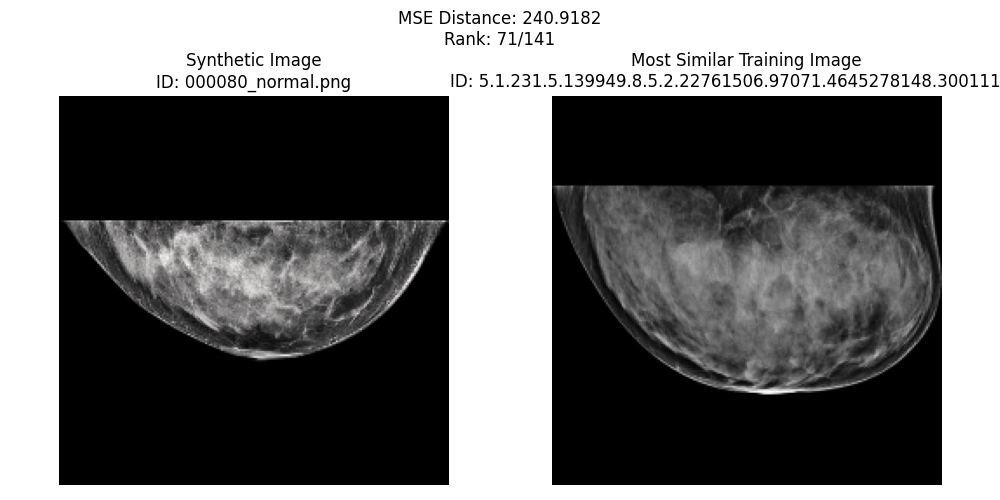 MSE Distance: 240.9182
Rank: 71/141
Synthetic Image
ID: 000080_normal.png
Most Similar Training Image
ID: 5.1.231.5.139949.8.5.2.22761506.97071.4645278148.300111